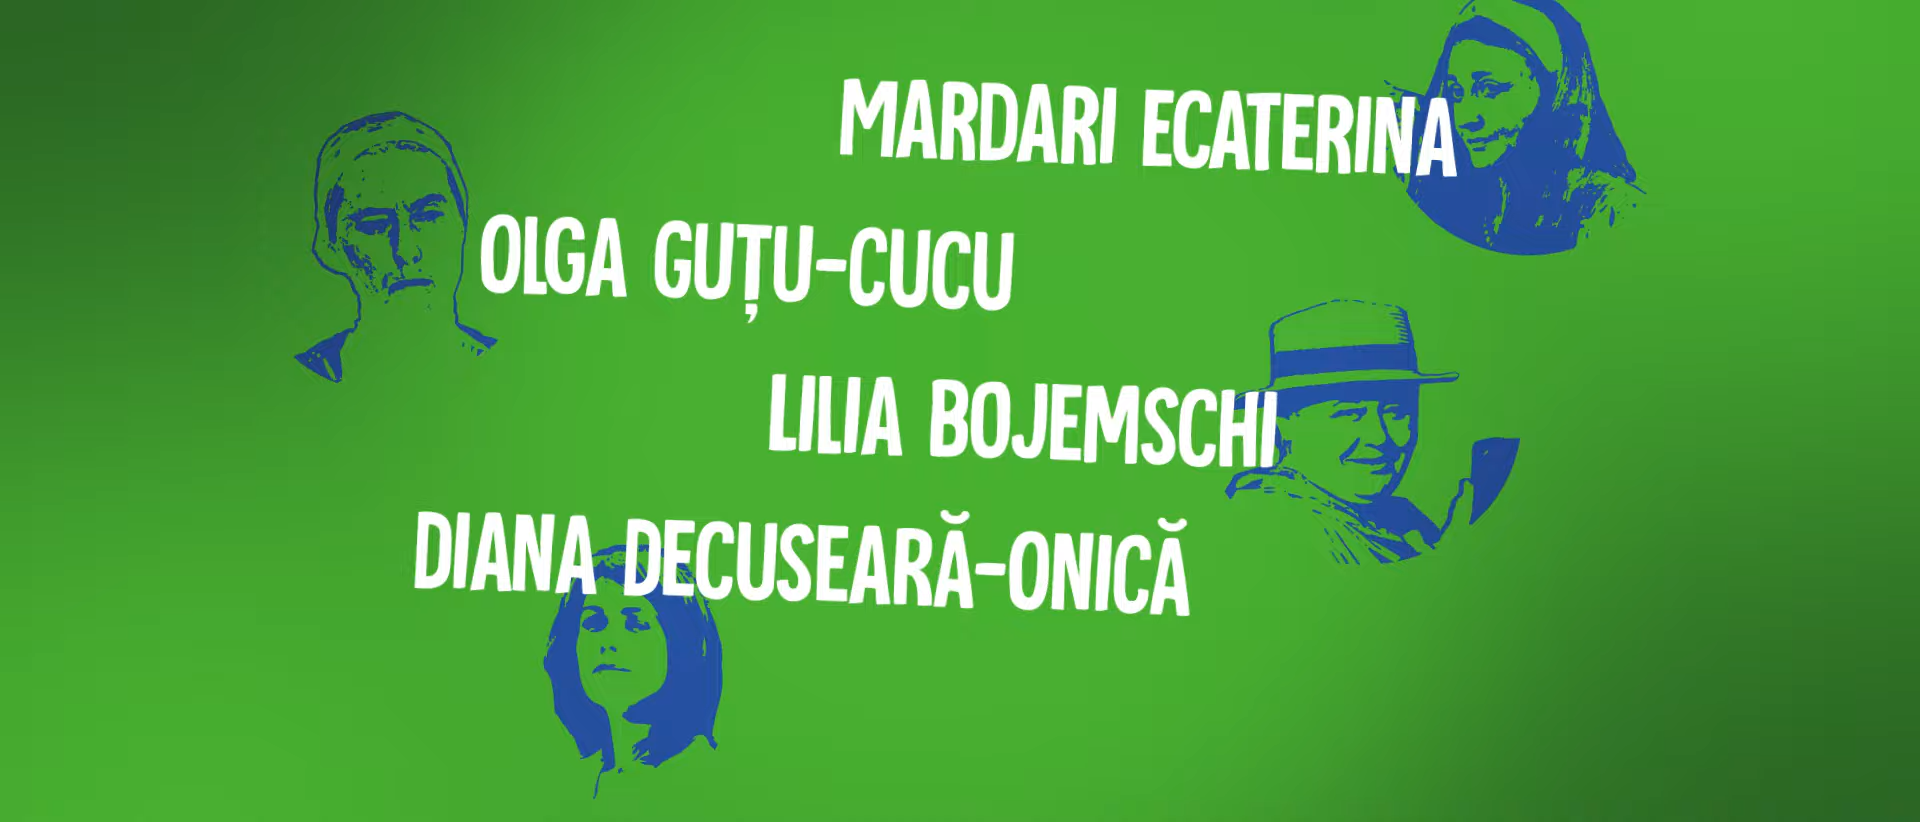 MARDARI ECATERINA
OLGA GUȚU-CUCU
LILIA BOJEMSCHI
DIANA DECUSEARĂ-ONICĂ